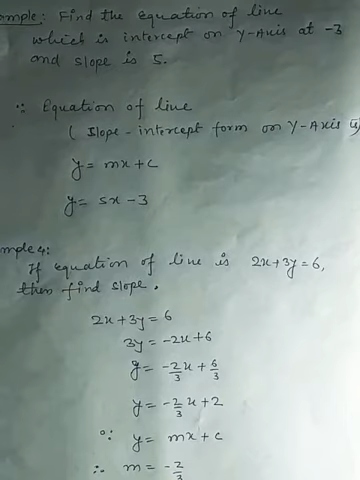 ample: Find the equation of line
which is intercept on Y-Axis at -3
and slope is 5.
∵ Equation of line
( slope-intercept form on Y-Axis is
y = mx + c
y = 5x - 3
mple 4:
If equation of line is 2x+3y=6,
then find slope.
2x+3y = 6
3y = -2x+6
y = -2/3 x + 6/3
y = -2/3 x + 2
∵ y = mx + c
∴ m = -2/3